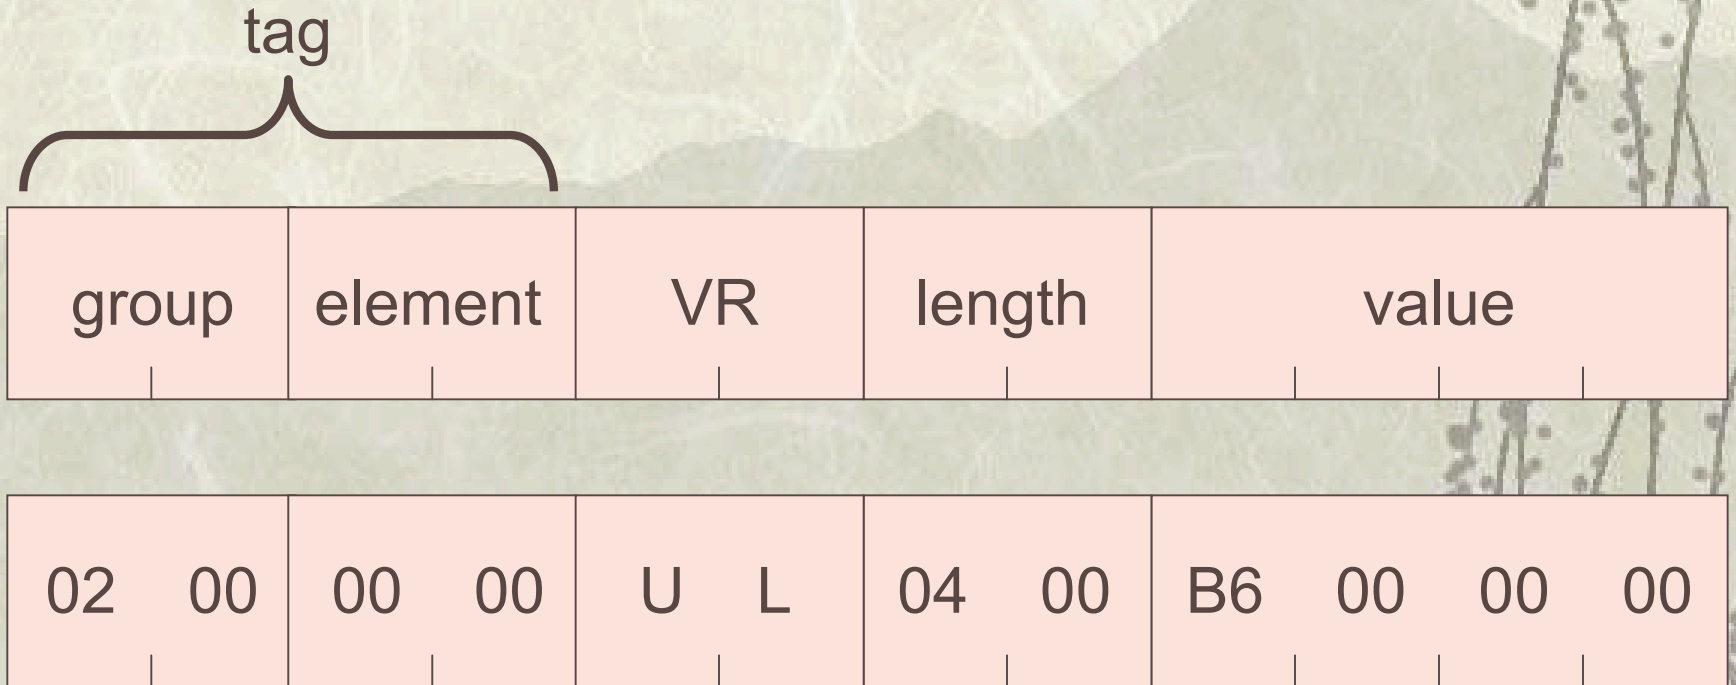 tag
group element VR length value
02 00 00 00 U L 04 00 B6 00 00 00